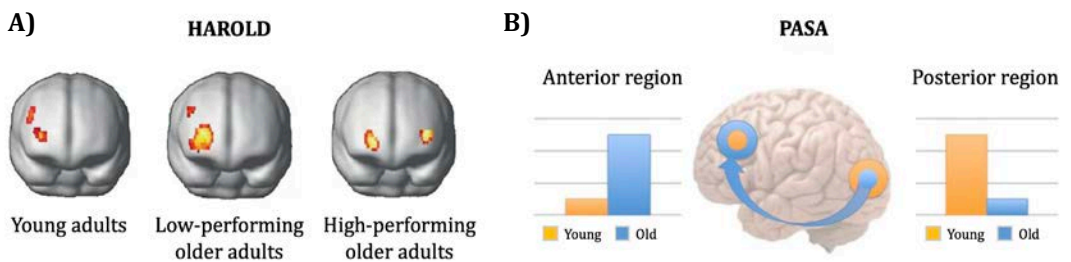 A)
HAROLD
Young adults
Low-performing
older adults
High-performing
older adults
B)
PASA
Anterior region
Young
Old
Posterior region
Young
Old